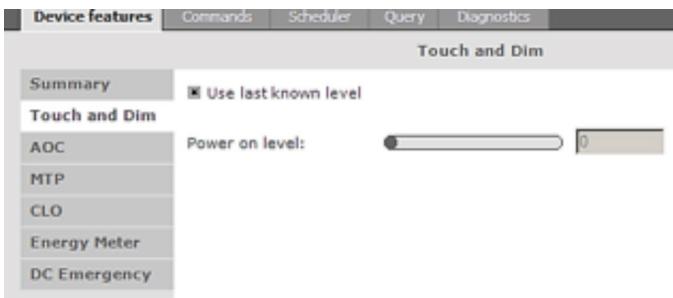 Device features Commands Scheduler Query Diagnostics
Touch and Dim
Summary
Use last known level
Touch and Dim
AOC
Power on level: 0
MTP
CLO
Energy Meter
DC Emergency